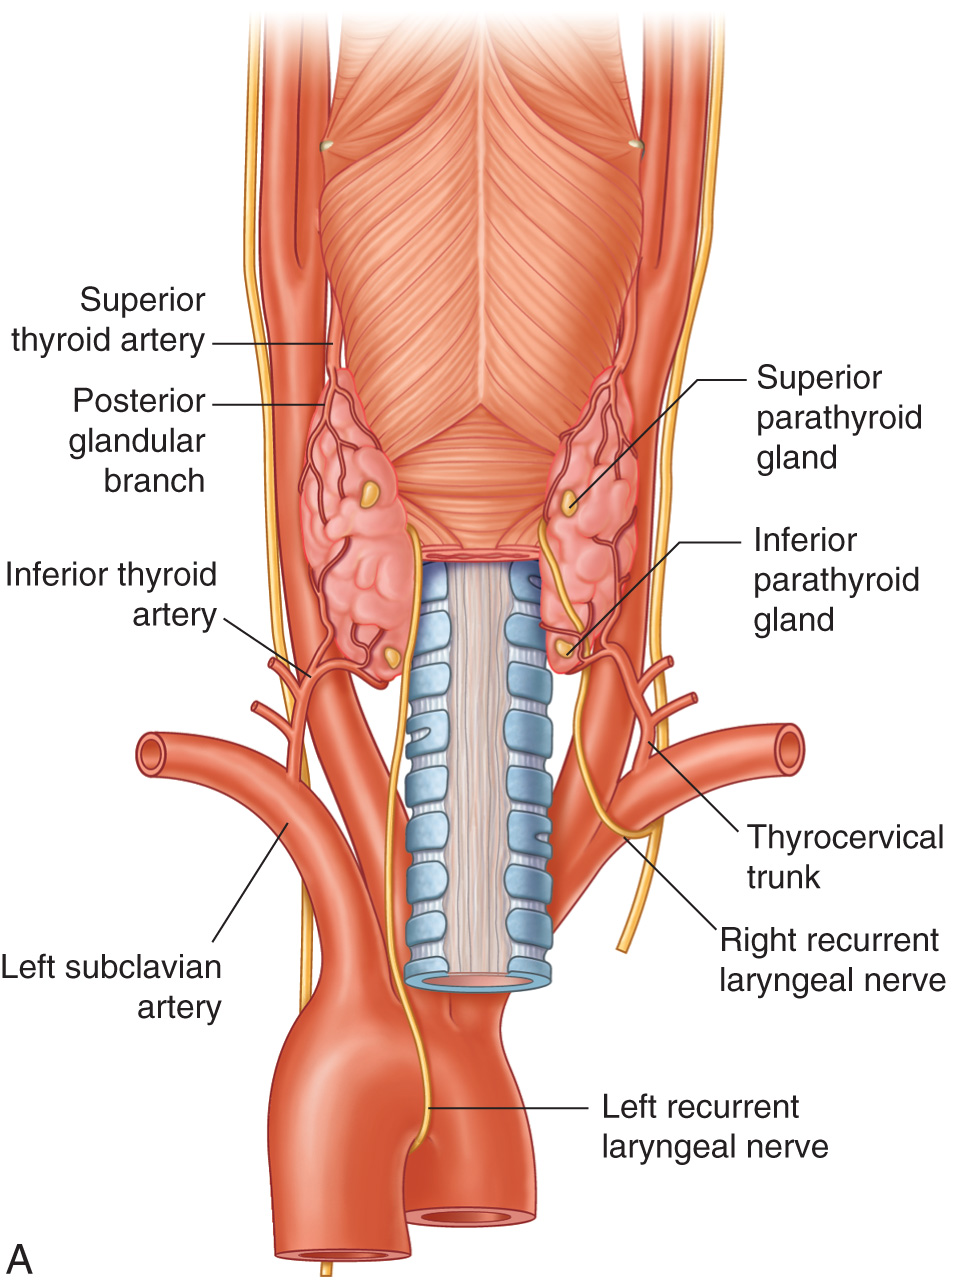 Superior
thyroid artery
Posterior
glandular
branch
Inferior thyroid
artery
Left subclavian
artery
Superior
parathyroid
gland
Inferior
parathyroid
gland
Thyrocervical
trunk
Right recurrent
laryngeal nerve
Left recurrent
laryngeal nerve
A